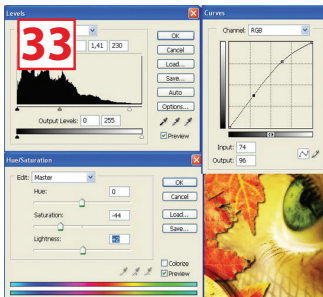 Levels
33
1,41 230
OK
Cancel
Load...
Save...
Auto
Options...
Preview
Output Levels: 0 255
Curves
Channel: RGB
Input: 74
Output: 96
Hue/Saturation
Edit: Master
Hue: 0
Saturation: -44
Lightness: +2
OK
Cancel
Load...
Save...
Colorize
Preview